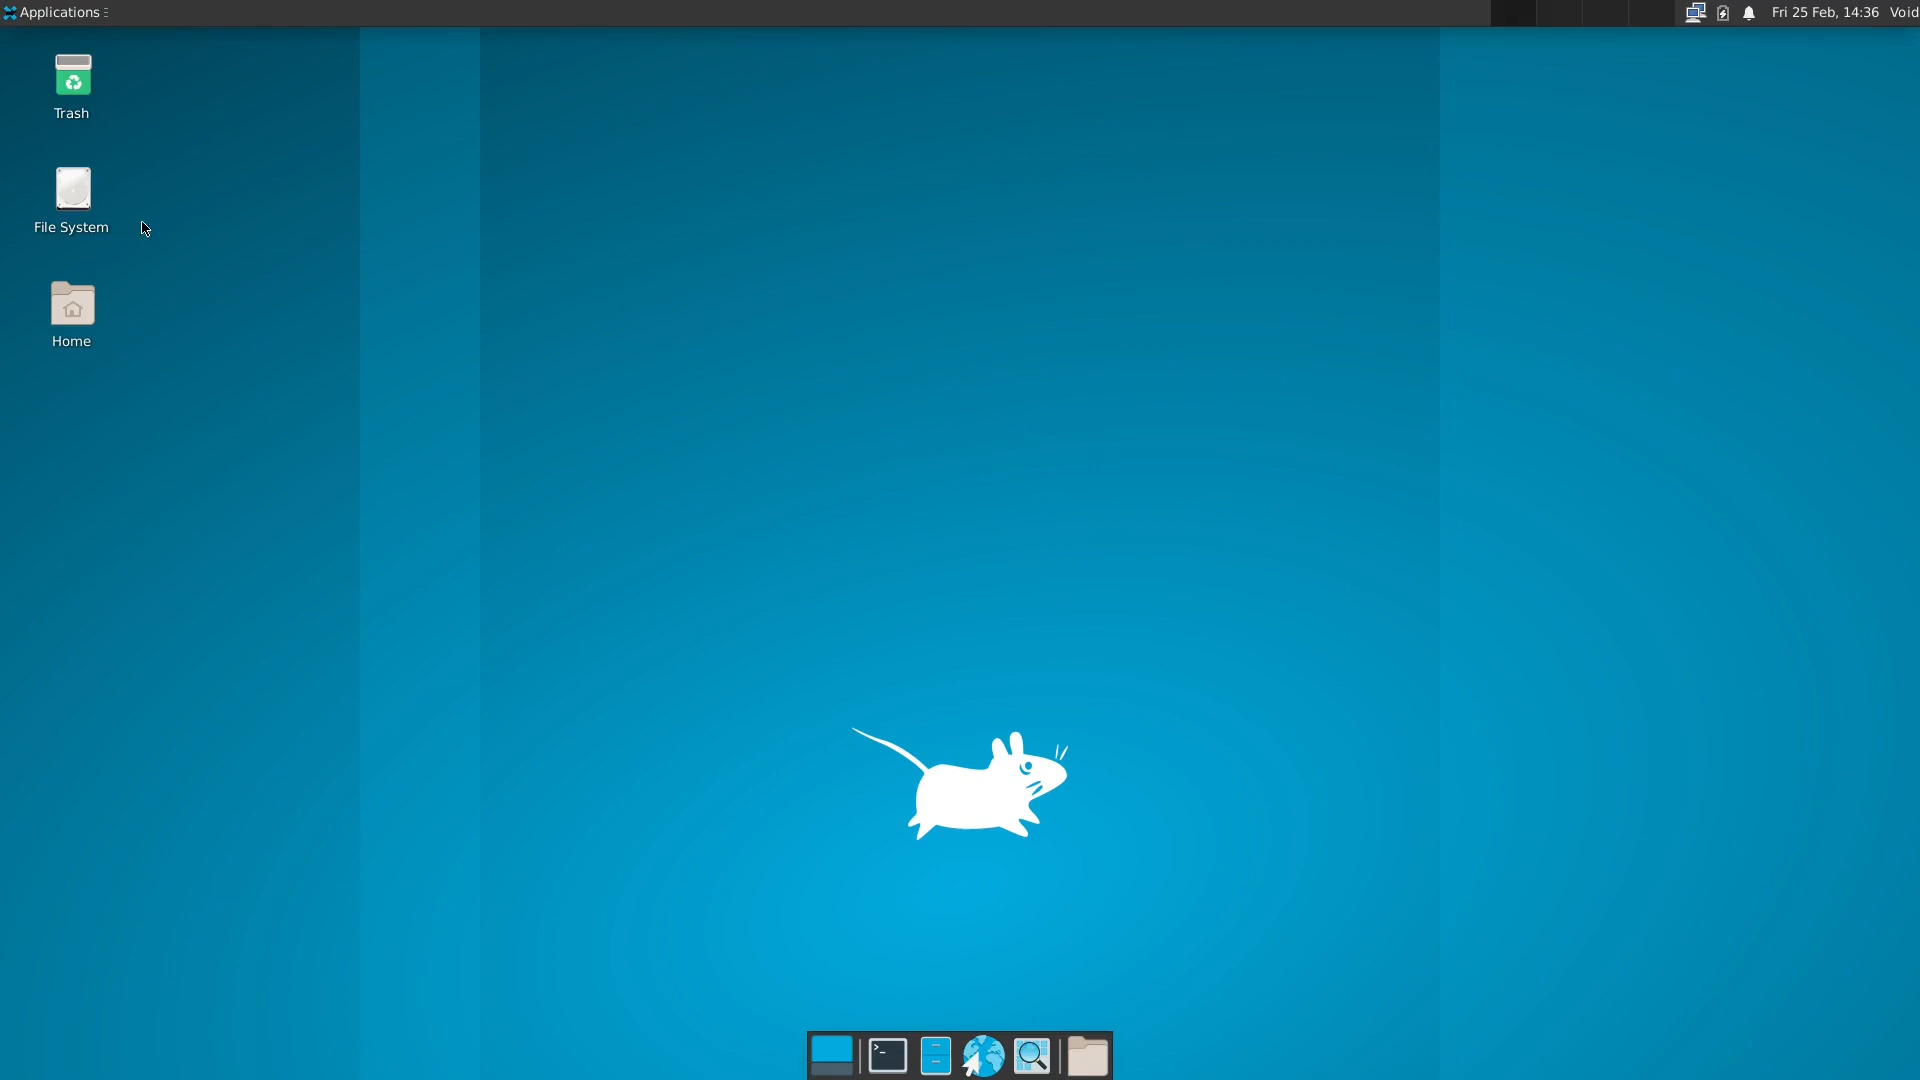 Applications
Fri 25 Feb, 14:36
Void
Trash
File System
Home
>_